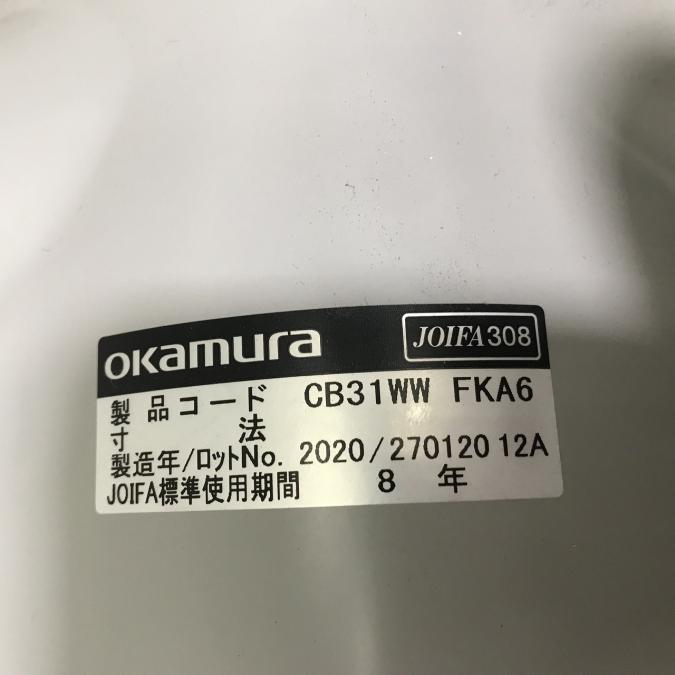 okamura JOIFA308
製品コード CB31WW FKA6
寸法
製造年/ロットNo. 2020/270120 12A
JOIFA標準使用期間 8年